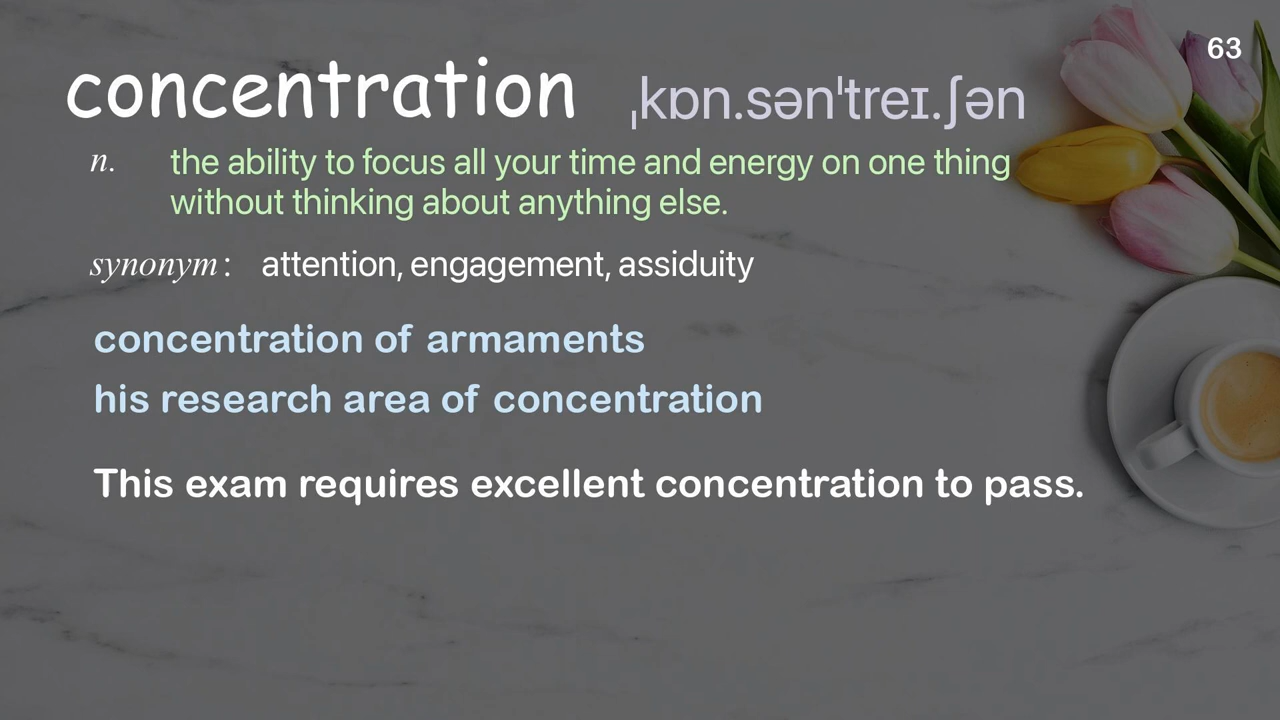 63
concentration ˌkɒn.sənˈtreɪ.ʃən
n. the ability to focus all your time and energy on one thing
without thinking about anything else.
synonym : attention, engagement, assiduity
concentration of armaments
his research area of concentration
This exam requires excellent concentration to pass.